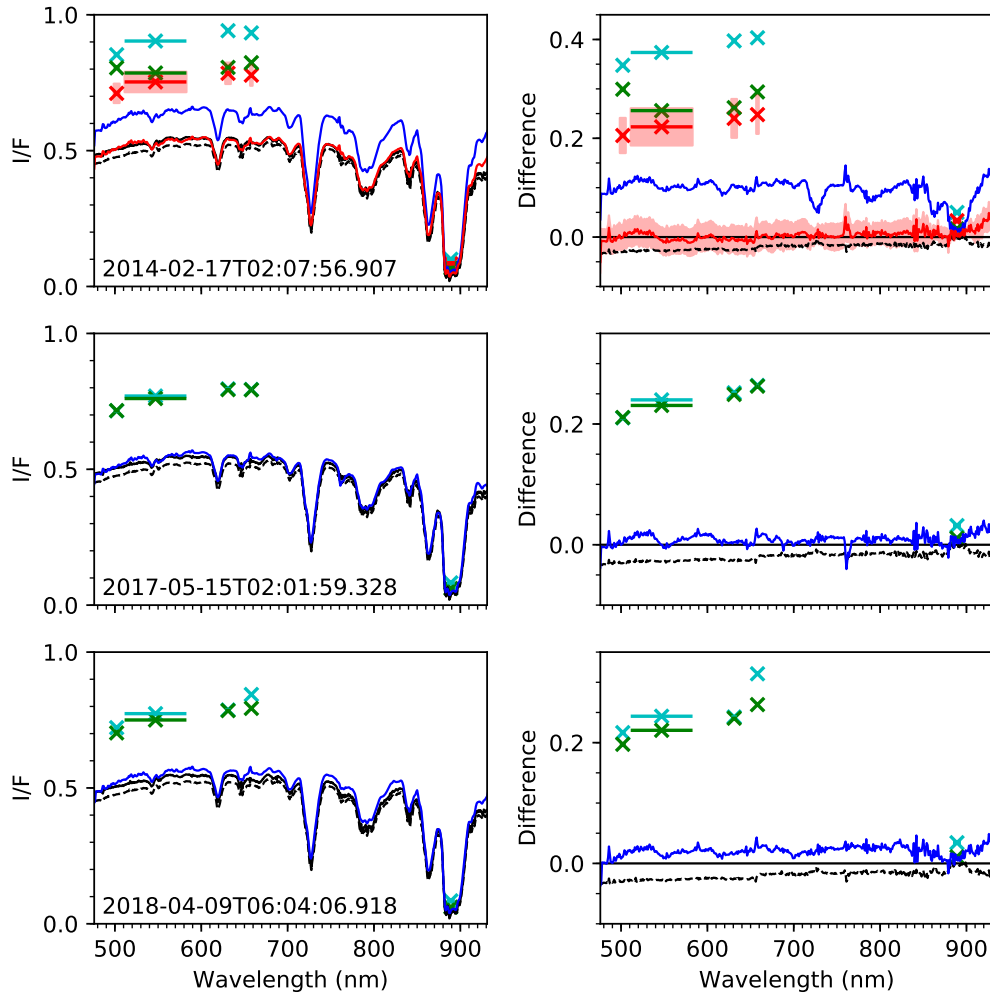 1.0
0.5
0.0
I/F
2014-02-17T02:07:56.907
0.4
0.2
0.0
Difference
1.0
0.5
0.0
I/F
2017-05-15T02:01:59.328
0.2
0.0
Difference
1.0
0.5
0.0
I/F
2018-04-09T06:04:06.918
500 600 700 800 900
Wavelength (nm)
0.2
0.0
Difference
500 600 700 800 900
Wavelength (nm)